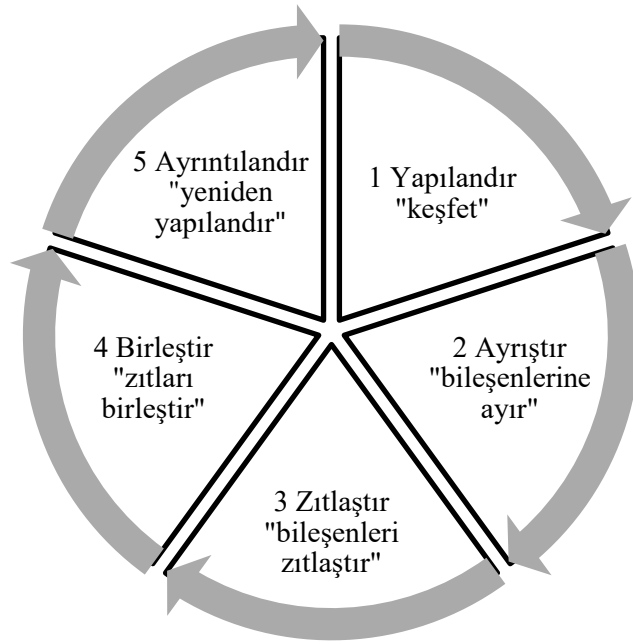 1 Yapılandır
"keşfet"
2 Ayrıştır
"bileşenlerine
ayır"
3 Zıtlaştır
"bileşenleri
zıtlaştır"
4 Birleştir
"zıtları
birleştir"
5 Ayrıntılandır
"yeniden
yapılandır"